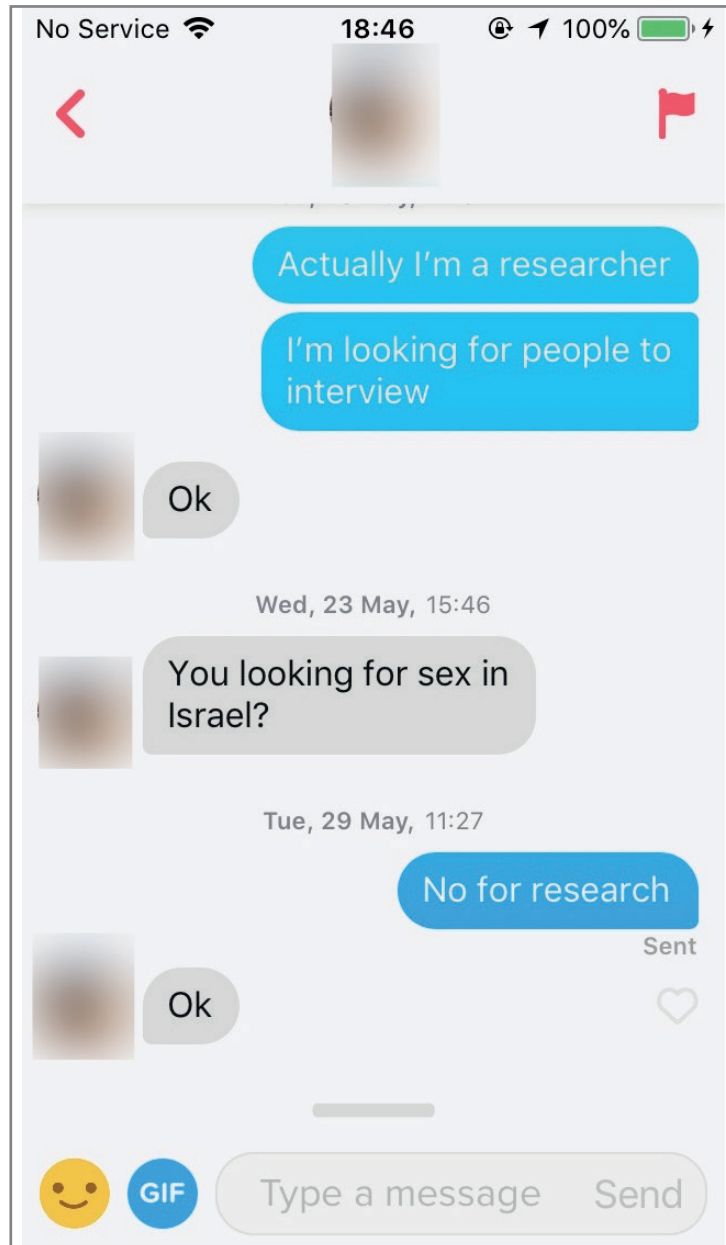 No Service 18:46 100%
Actually I'm a researcher
I'm looking for people to
interview
Ok
Wed, 23 May, 15:46
You looking for sex in
Israel?
Tue, 29 May, 11:27
No for research
Sent
Ok
GIF Type a message Send